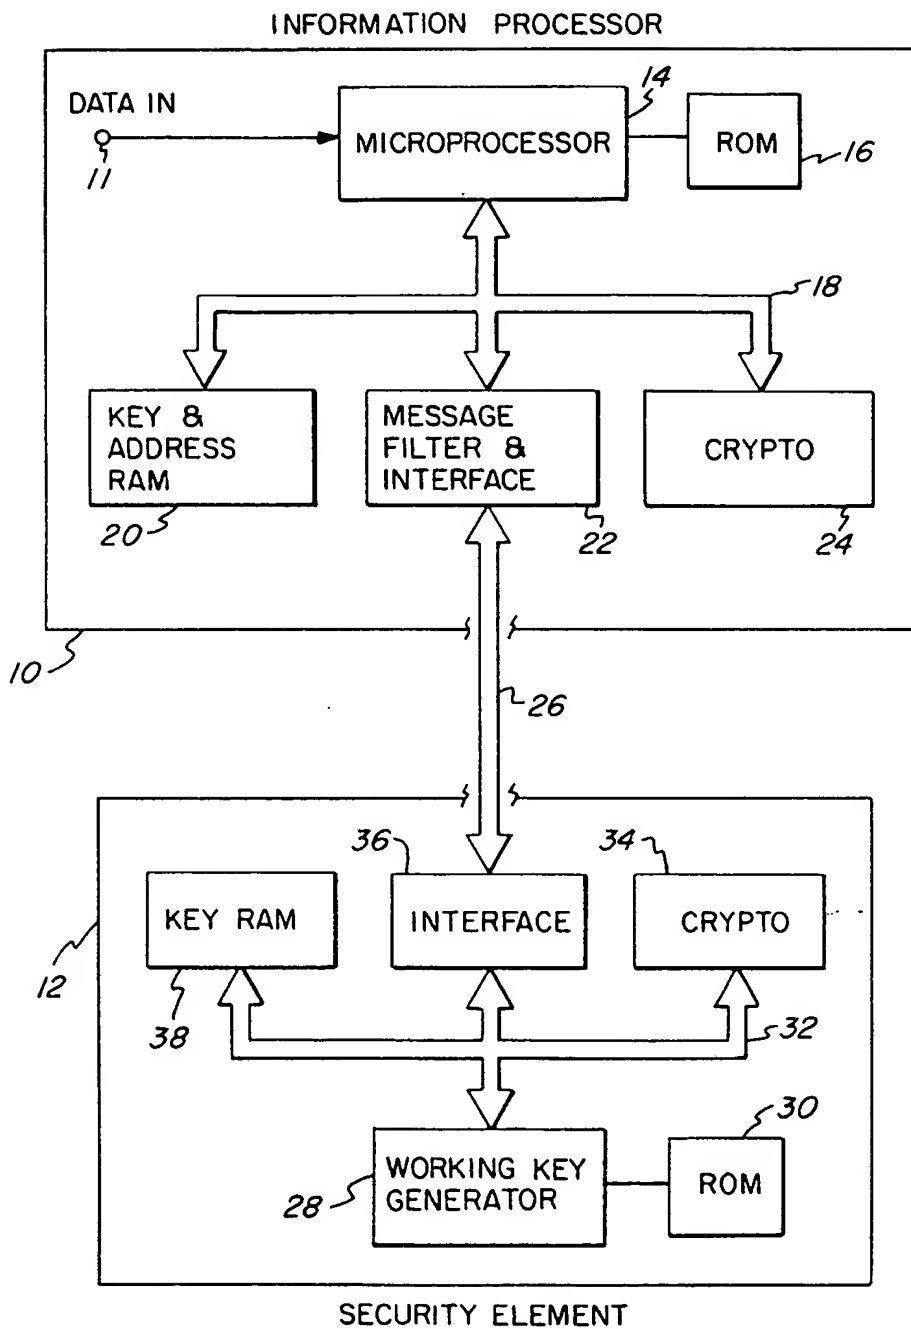 INFORMATION PROCESSOR
14
DATA IN
MICROPROCESSOR
ROM
11
16
18
KEY &
ADDRESS
RAM
MESSAGE
FILTER &
INTERFACE
CRYPTO
20
22
24
10
26
36
34
KEY RAM
INTERFACE
CRYPTO
12
38
32
30
WORKING KEY
GENERATOR
ROM
28
SECURITY ELEMENT